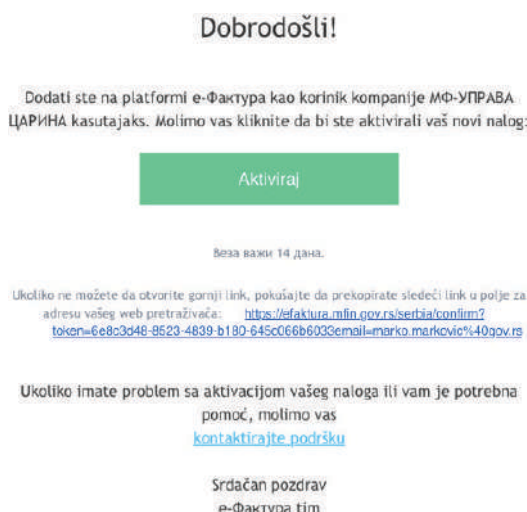 Dobrodošli!
Dodati ste na platformi е-Фактура kao korinik kompanije МФ-УПРАВА
ЦАРИНА kasutajaks. Molimo vas kliknite da bi ste aktivirali vaš novi nalog:
Aktiviraj
Веза важи 14 дана.
Ukoliko ne možete da otvorite gornji link, pokušajte da prekopirate sledeći link u polje za
adresu vašeg web pretraživača: https://efaktura.mfin.gov.rs/serbia/confirm?
token=6e8c3d48-8523-4839-b180-645c066b6033email=marko.markovic%40gov.rs
Ukoliko imate problem sa aktivacijom vašeg naloga ili vam je potrebna
pomoć, molimo vas
kontaktirajte podršku
Srdačan pozdrav
е-Фактура tim